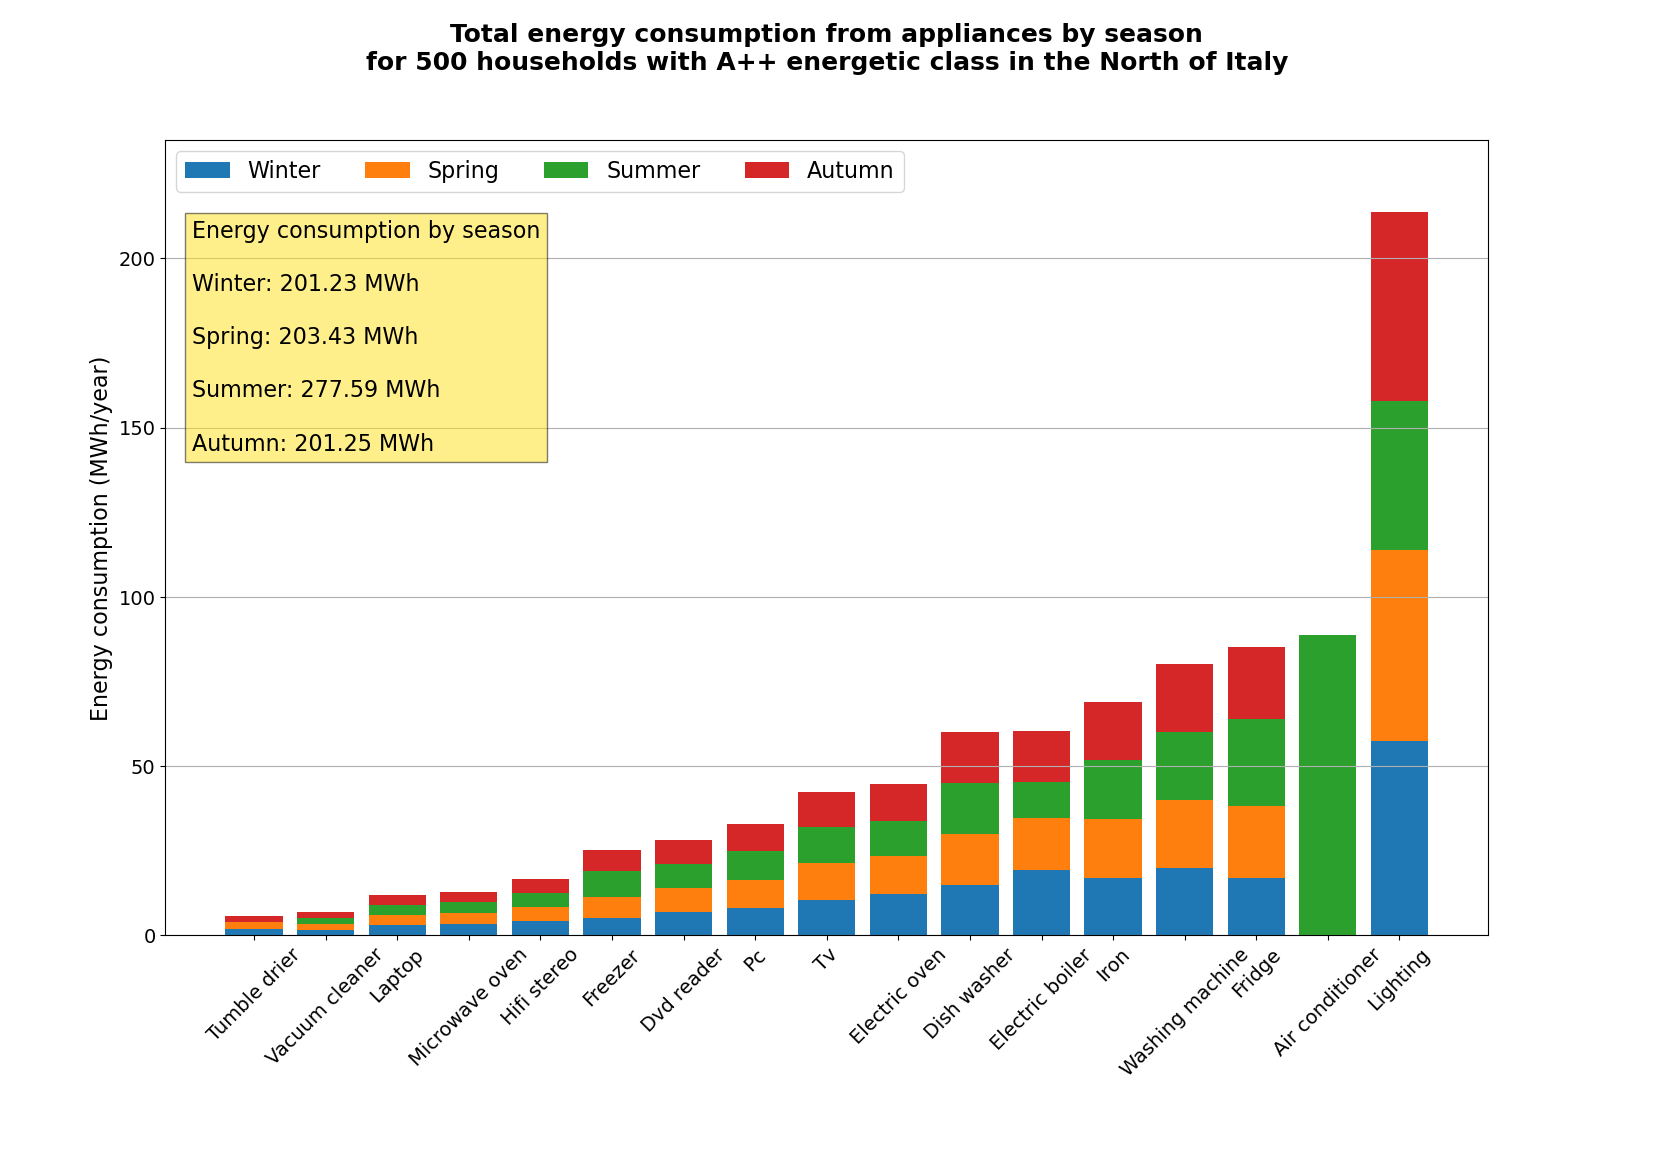 Total energy consumption from appliances by season
for 500 households with A++ energetic class in the North of Italy
Winter
Spring
Summer
Autumn
Energy consumption by season
Winter: 201.23 MWh
Spring: 203.43 MWh
Summer: 277.59 MWh
Autumn: 201.25 MWh
Energy consumption (MWh/year)
200
150
100
50
0
Tumble drier
Vacuum cleaner
Laptop
Microwave oven
Hifi stereo
Freezer
Dvd reader
Pc
Tv
Electric oven
Dish washer
Electric boiler
Iron
Washing machine
Fridge
Air conditioner
Lighting